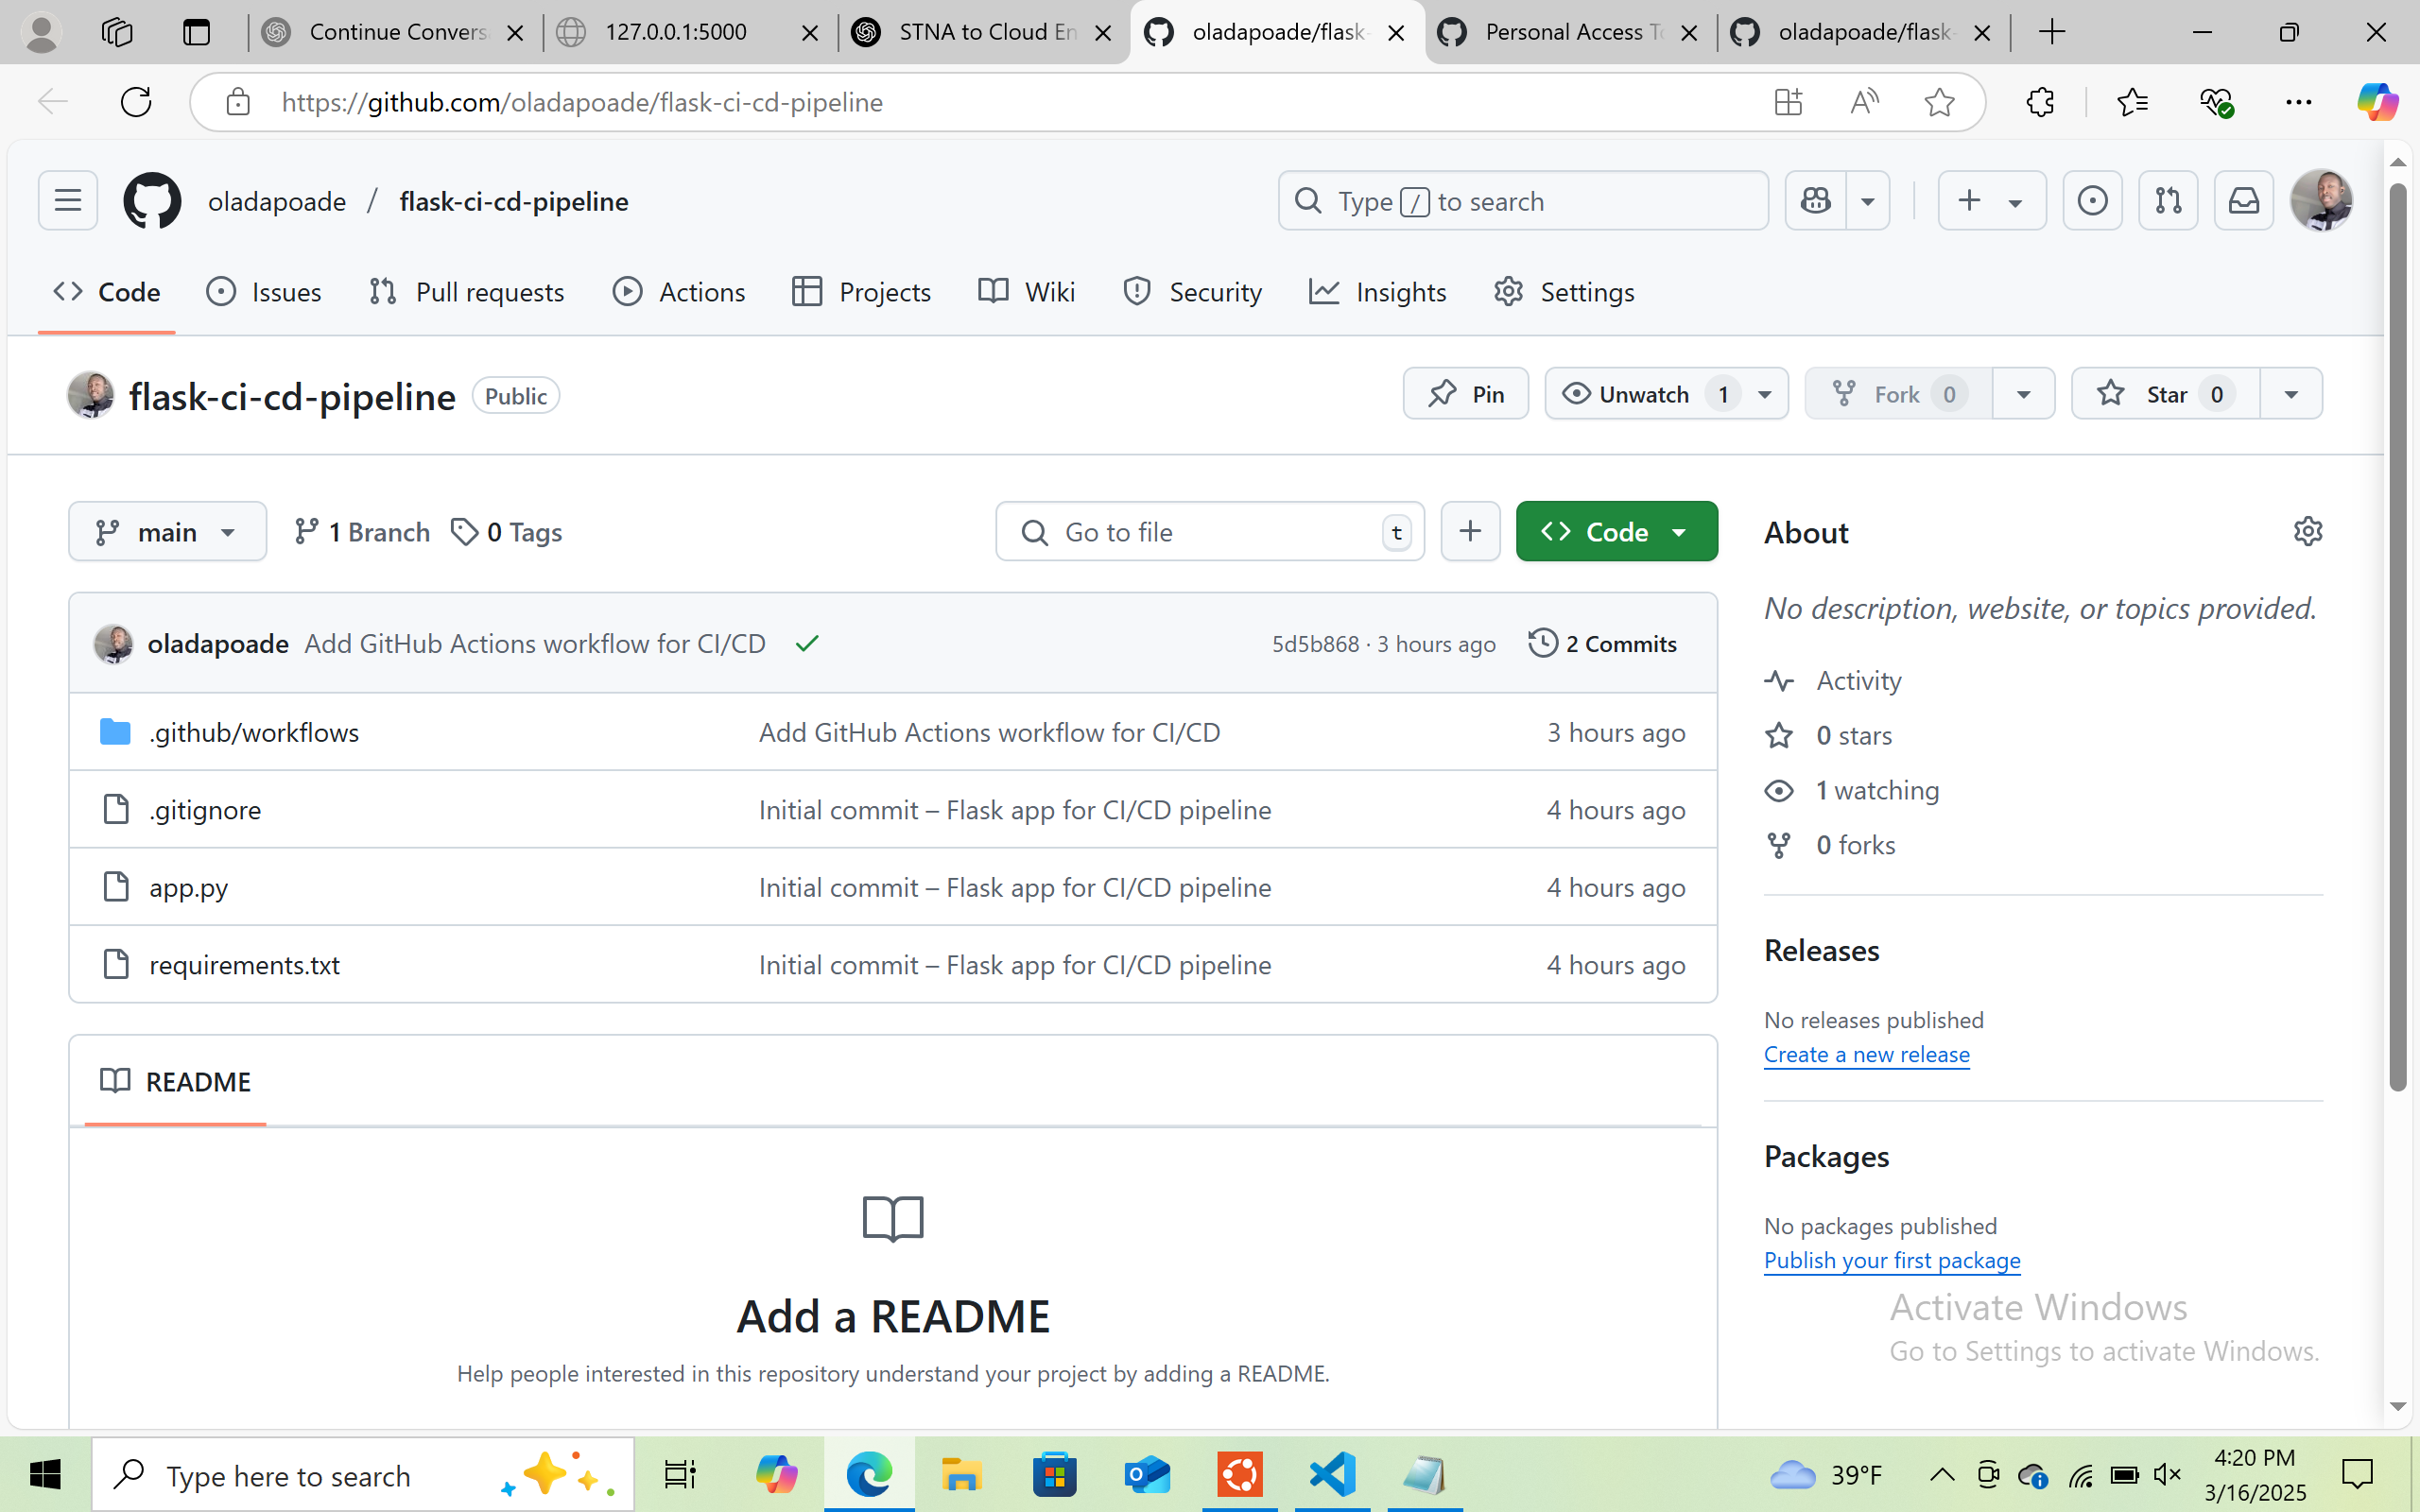 Continue Convers
127.0.0.1:5000
STNA to Cloud En
oladapoade/flask-
Personal Access To
oladapoade/flask-
https://github.com/oladapoade/flask-ci-cd-pipeline
oladapoade / flask-ci-cd-pipeline
Type / to search
Code Issues Pull requests Actions Projects Wiki Security Insights Settings
flask-ci-cd-pipeline Public
Pin Unwatch 1 Fork 0 Star 0
main 1 Branch 0 Tags
Go to file t
Code
oladapoade Add GitHub Actions workflow for CI/CD 5d5b868 · 3 hours ago 2 Commits
.github/workflows Add GitHub Actions workflow for CI/CD 3 hours ago
.gitignore Initial commit – Flask app for CI/CD pipeline 4 hours ago
app.py Initial commit – Flask app for CI/CD pipeline 4 hours ago
requirements.txt Initial commit – Flask app for CI/CD pipeline 4 hours ago
README
Add a README
Help people interested in this repository understand your project by adding a README.
About
No description, website, or topics provided.
Activity
0 stars
1 watching
0 forks
Releases
No releases published
Create a new release
Packages
No packages published
Publish your first package
Activate Windows
Go to Settings to activate Windows.
Type here to search
39°F
4:20 PM
3/16/2025